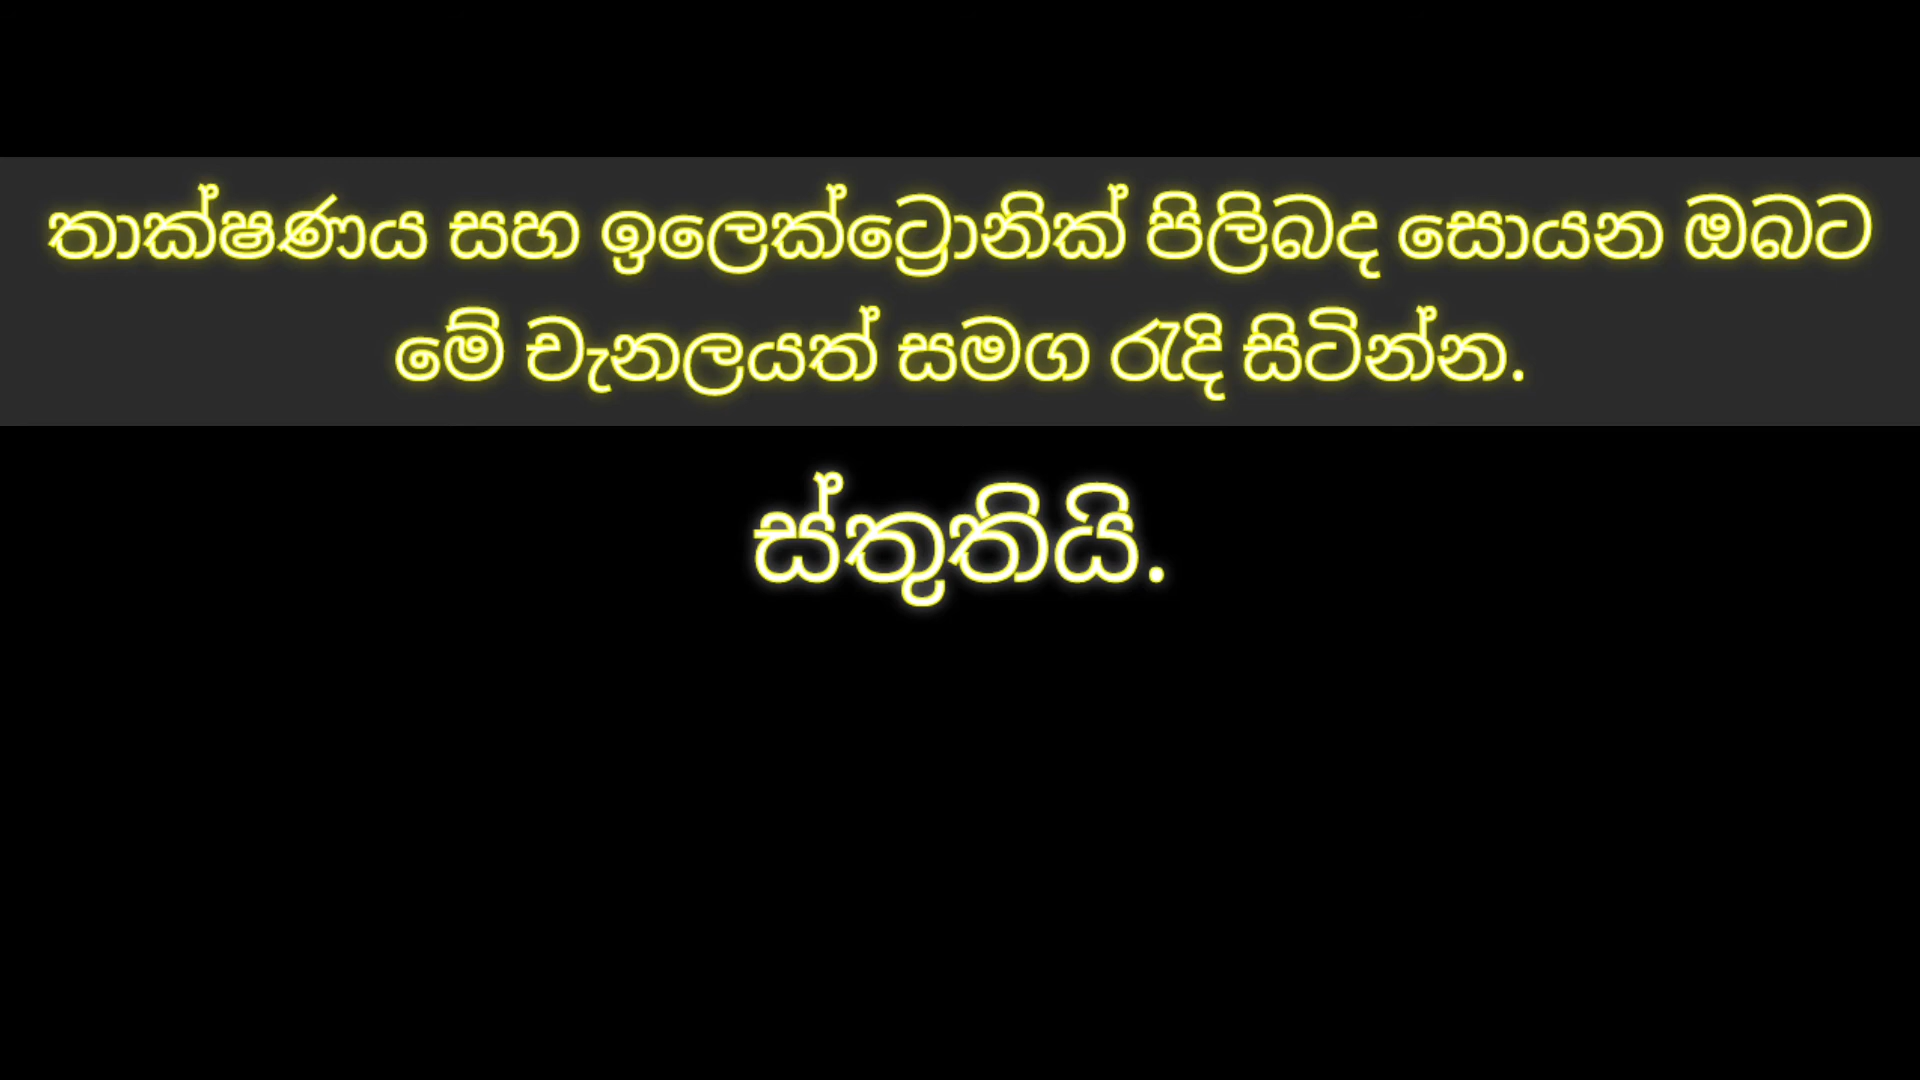 තාක්ෂණය සහ ඉලෙක්ට්‍රොනික් පිලිබද සොයන ඔබට
මේ චැනලයත් සමග රැදි සිටින්න.
ස්තුතියි.